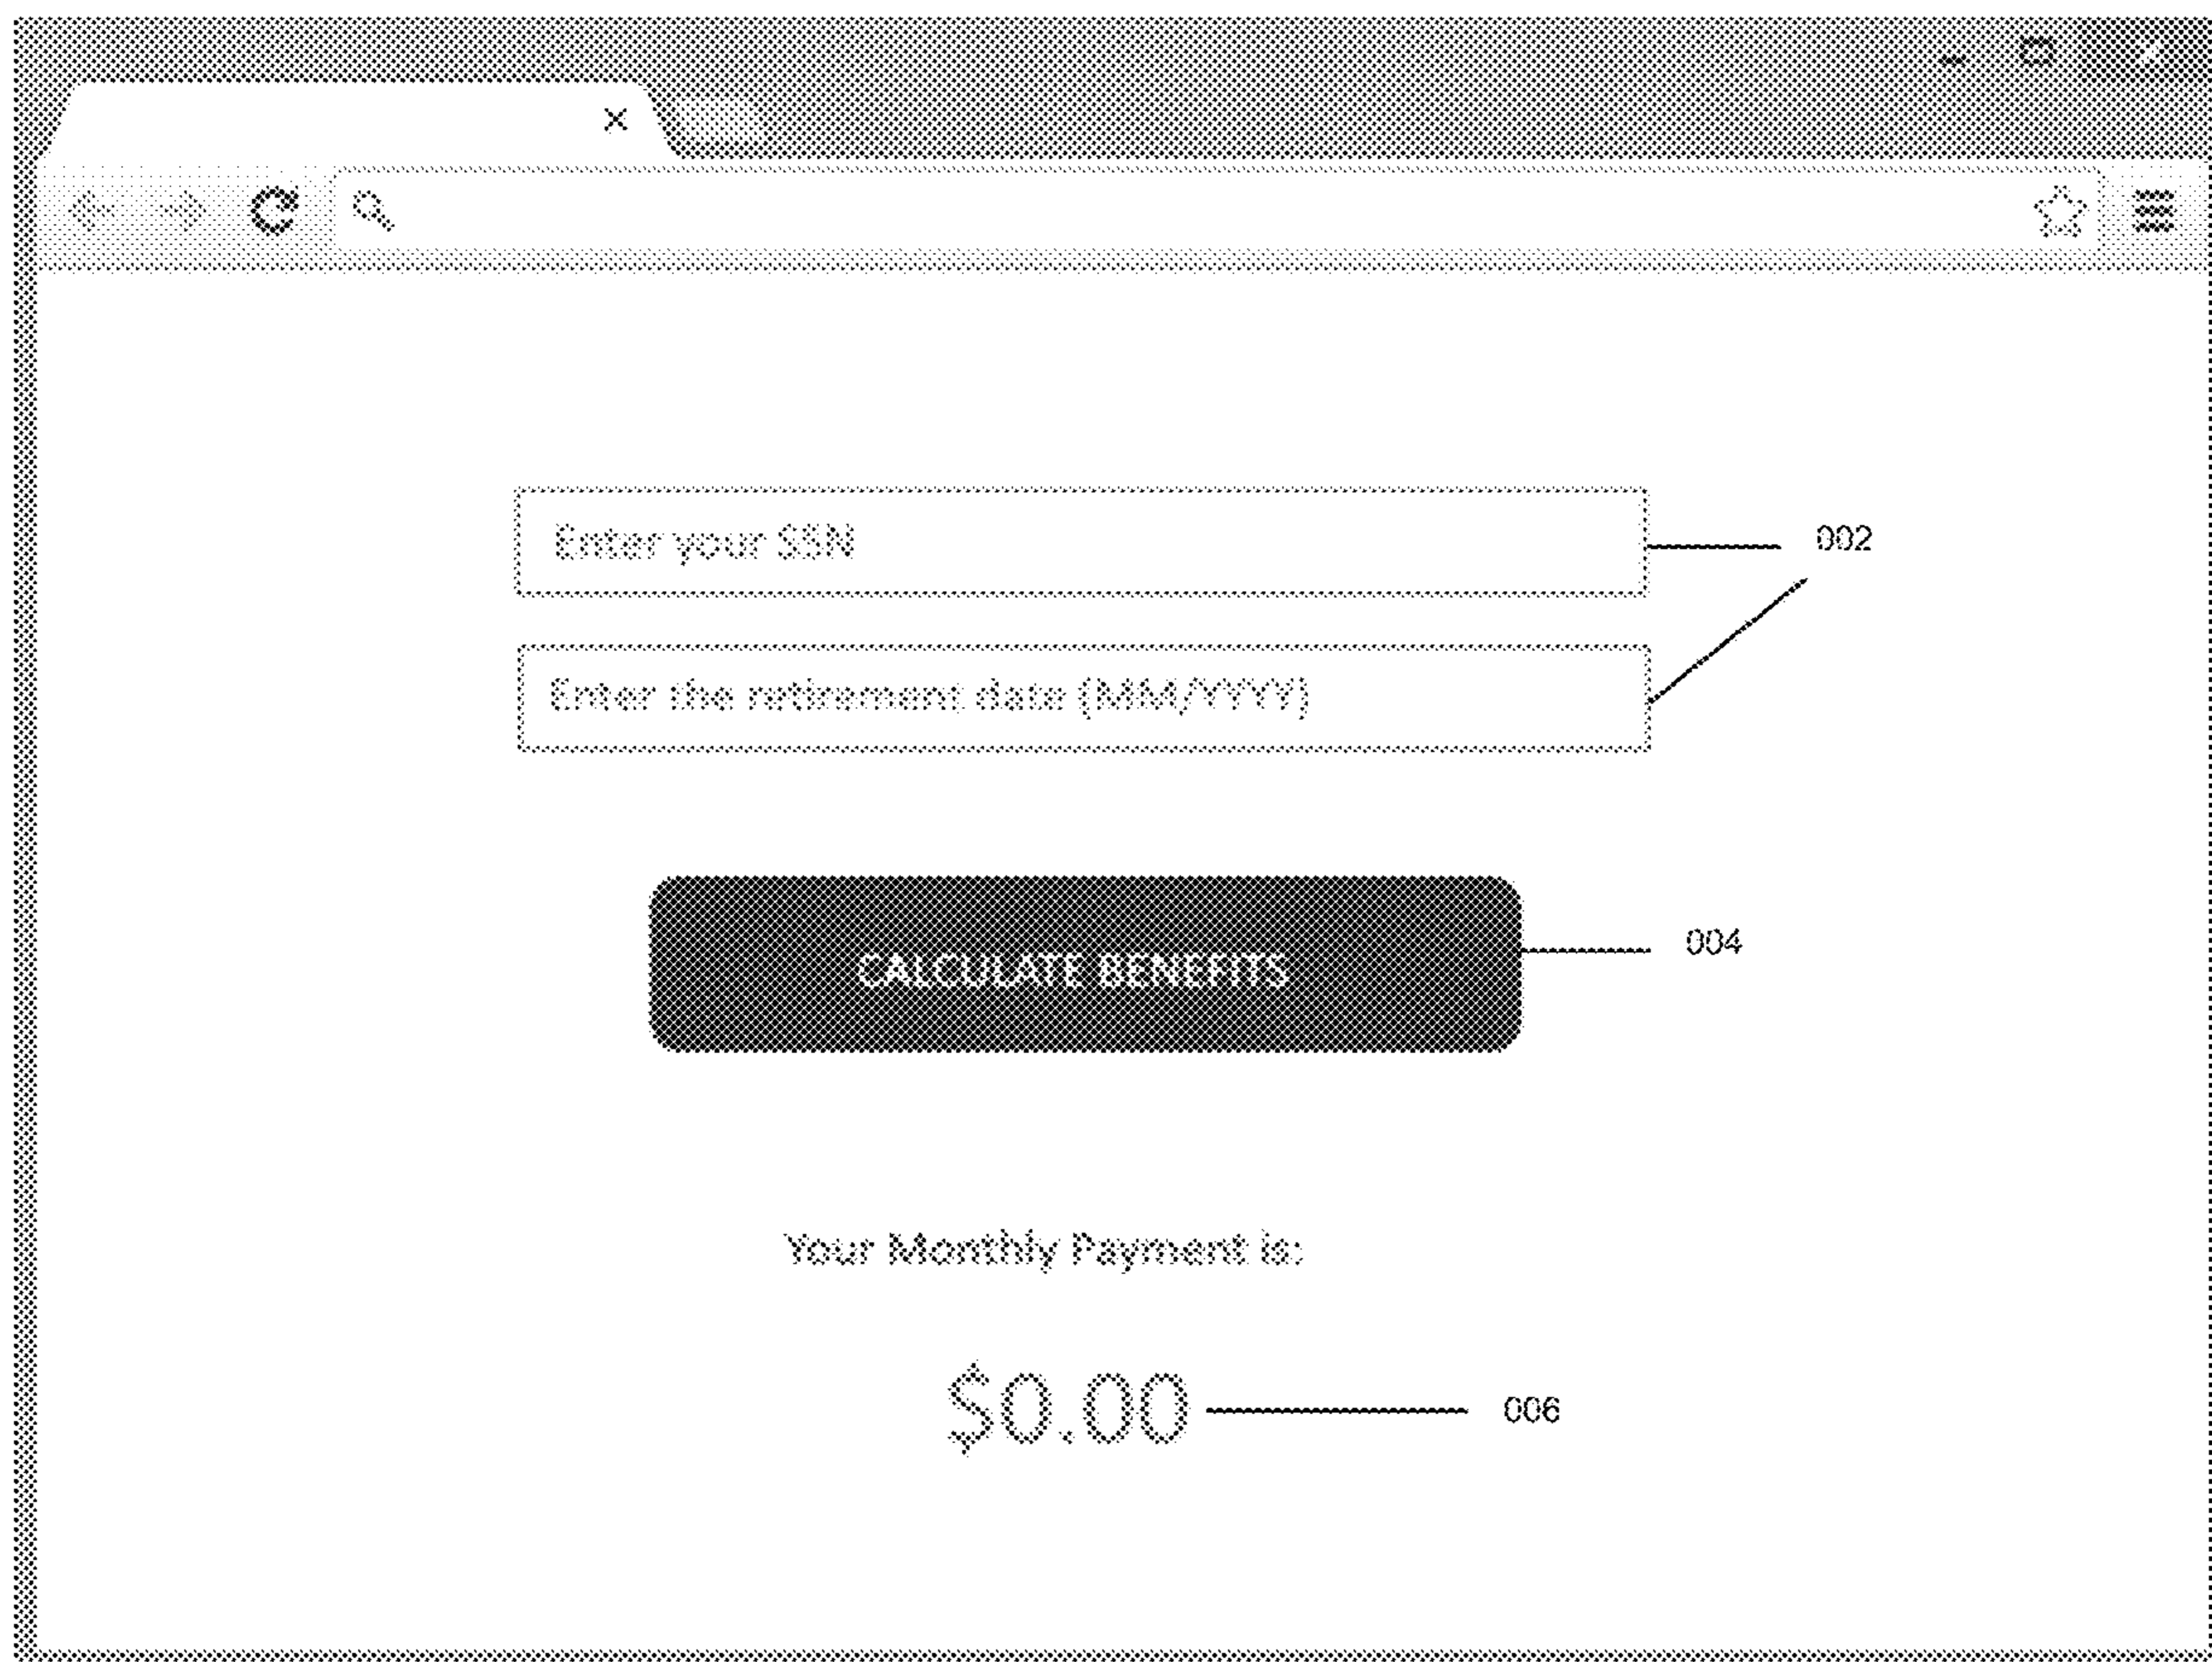 Enter your SSN
002
Enter the retirement date (MM/YYYY)
CALCULATE BENEFITS
004
Your Monthly Payment is:
$0.00
006